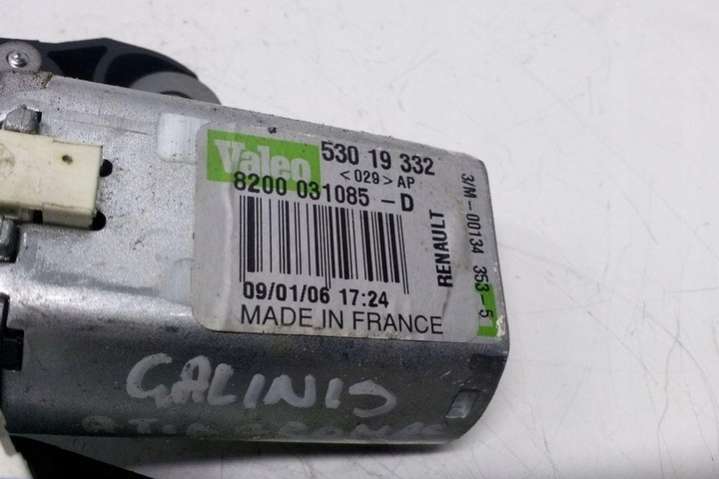 Valeo 530 19 332
<029> AP
8200 031085 - D
RENAULT
3/M - 00134 353 - 5
09/01/06 17:24
MADE IN FRANCE
GALINIS